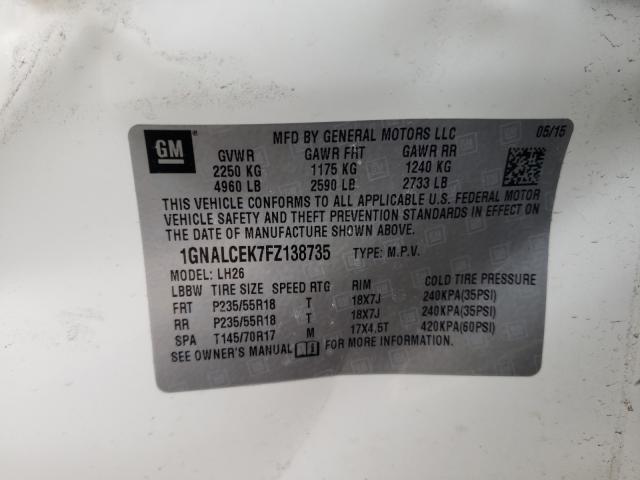 GM ® MFD BY GENERAL MOTORS LLC 05/15
GVWR GAWR FRT GAWR RR
2250 KG 1175 KG 1240 KG
4960 LB 2590 LB 2733 LB
THIS VEHICLE CONFORMS TO ALL APPLICABLE U.S. FEDERAL MOTOR
VEHICLE SAFETY AND THEFT PREVENTION STANDARDS IN EFFECT ON
THE DATE OF MANUFACTURE SHOWN ABOVE.
1GNALCEK7FZ138735 TYPE: M.P.V.
MODEL: LH26
LBBW TIRE SIZE SPEED RTG RIM COLD TIRE PRESSURE
FRT P235/55R18 T 18X7J 240KPA(35PSI)
RR P235/55R18 T 18X7J 240KPA(35PSI)
SPA T145/70R17 M 17X4.5T 420KPA(60PSI)
SEE OWNER'S MANUAL FOR MORE INFORMATION.